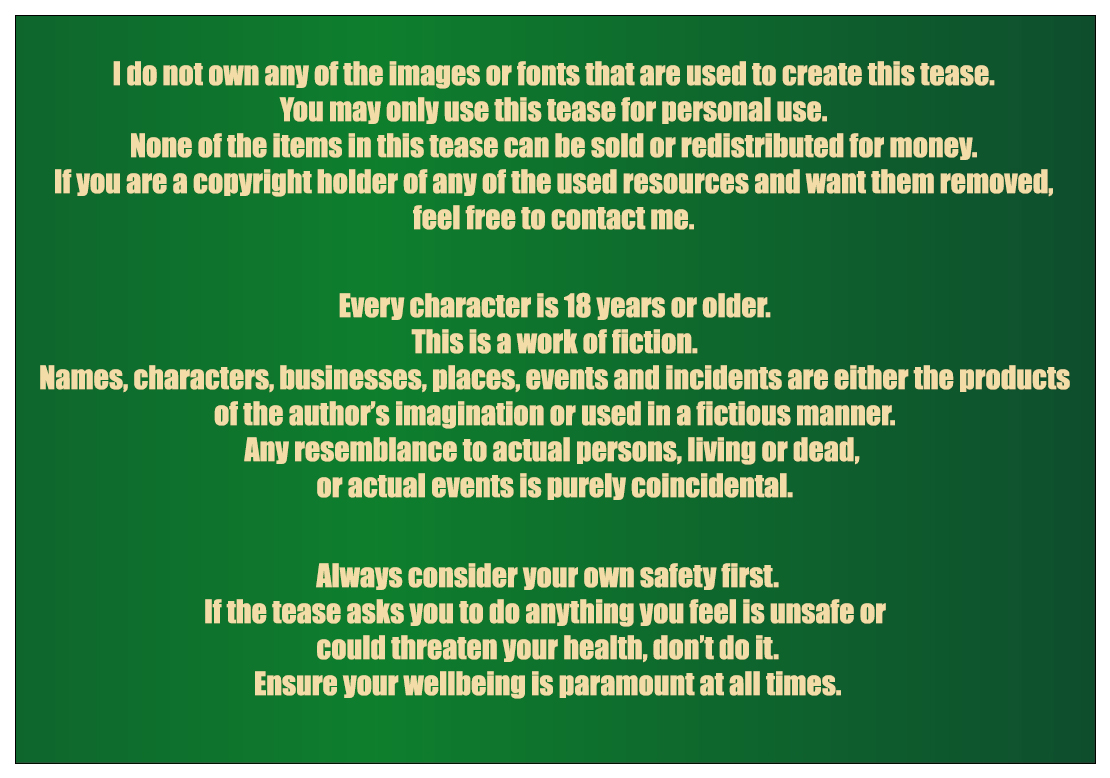 I do not own any of the images or fonts that are used to create this tease.
You may only use this tease for personal use.
None of the items in this tease can be sold or redistributed for money.
If you are a copyright holder of any of the used resources and want them removed,
feel free to contact me.
Every character is 18 years or older.
This is a work of fiction.
Names, characters, businesses, places, events and incidents are either the products
of the author’s imagination or used in a fictious manner.
Any resemblance to actual persons, living or dead,
or actual events is purely coincidental.
Always consider your own safety first.
If the tease asks you to do anything you feel is unsafe or
could threaten your health, don’t do it.
Ensure your wellbeing is paramount at all times.